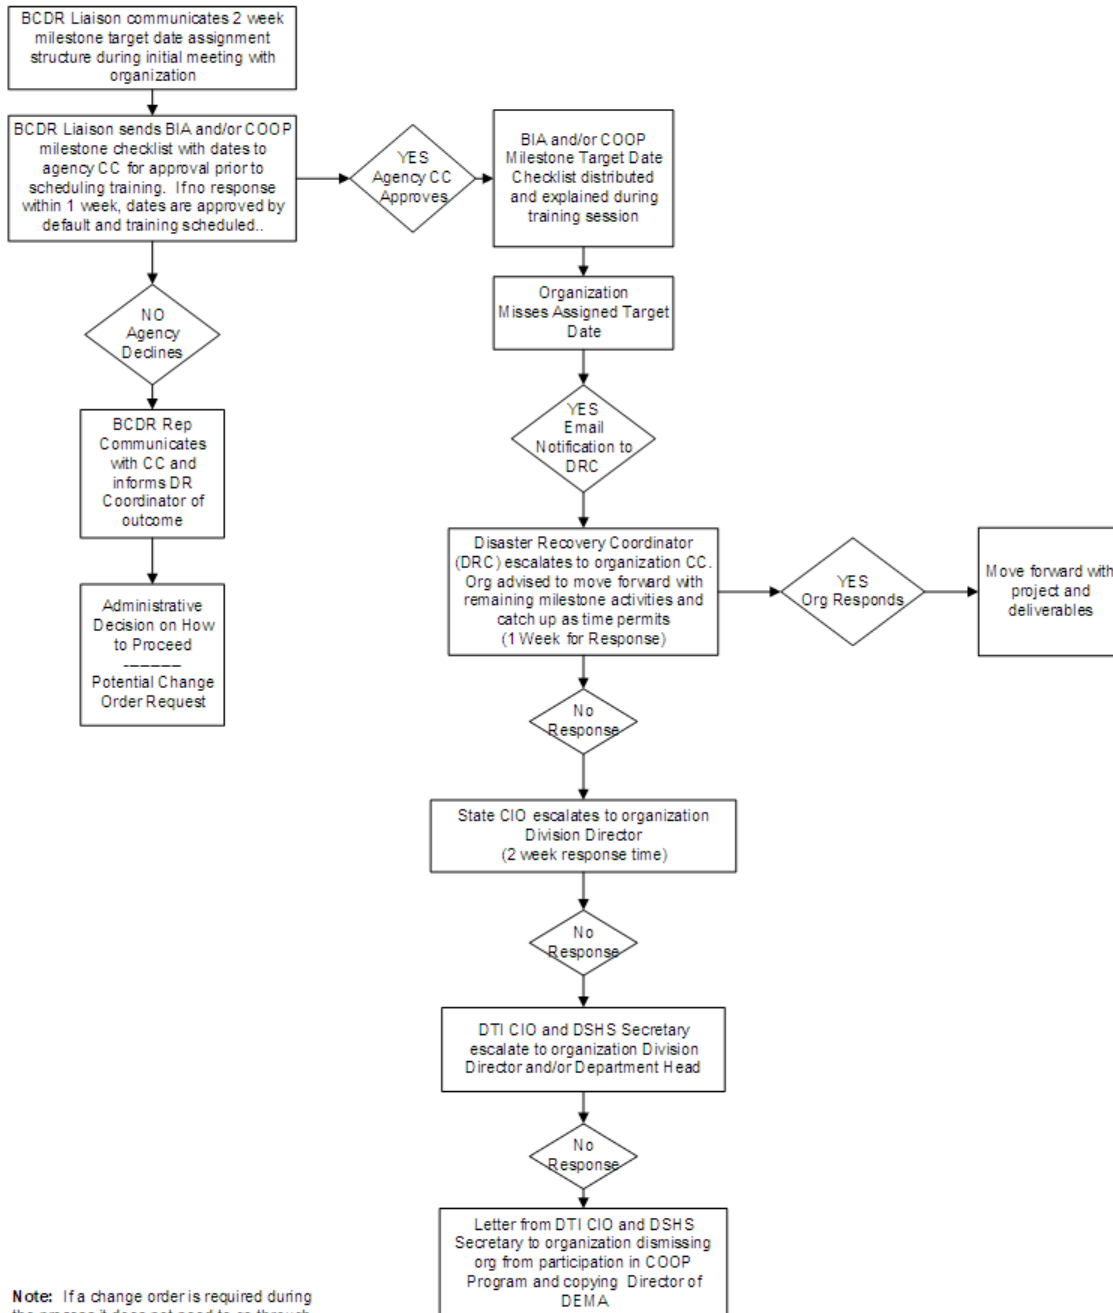 BCDR Liaison communicates 2 week
milestone target date assignment
structure during initial meeting with
organization
BCDR Liaison sends BIA and/or COOP
milestone checklist with dates to
agency CC for approval prior to
scheduling training. If no response
within 1 week, dates are approved by
default and training scheduled..
YES
Agency CC
Approves
BIA and/or COOP
Milestone Target Date
Checklist distributed
and explained during
training session
NO
Agency
Declines
Organization
Misses Assigned Target
Date
BCDR Rep
Communicates
with CC and
informs DR
Coordinator of
outcome
YES
Email
Notification to
DRC
Administrative
Decision on How
to Proceed
--------------
Potential Change
Order Request
Disaster Recovery Coordinator
(DRC) escalates to organization CC.
Org advised to move forward with
remaining milestone activities and
catch up as time permits
(1 Week for Response)
YES
Org Responds
Move forward with
project and
deliverables
No
Response
State CIO escalates to organization
Division Director
(2 week response time)
No
Response
DTI CIO and DSHS Secretary
escalate to organization Division
Director and/or Department Head
No
Response
Letter from DTI CIO and DSHS
Secretary to organization dismissing
org from participation in COOP
Program and copying Director of
DEMA
Note: If a change order is required during
the process it does not need to go through